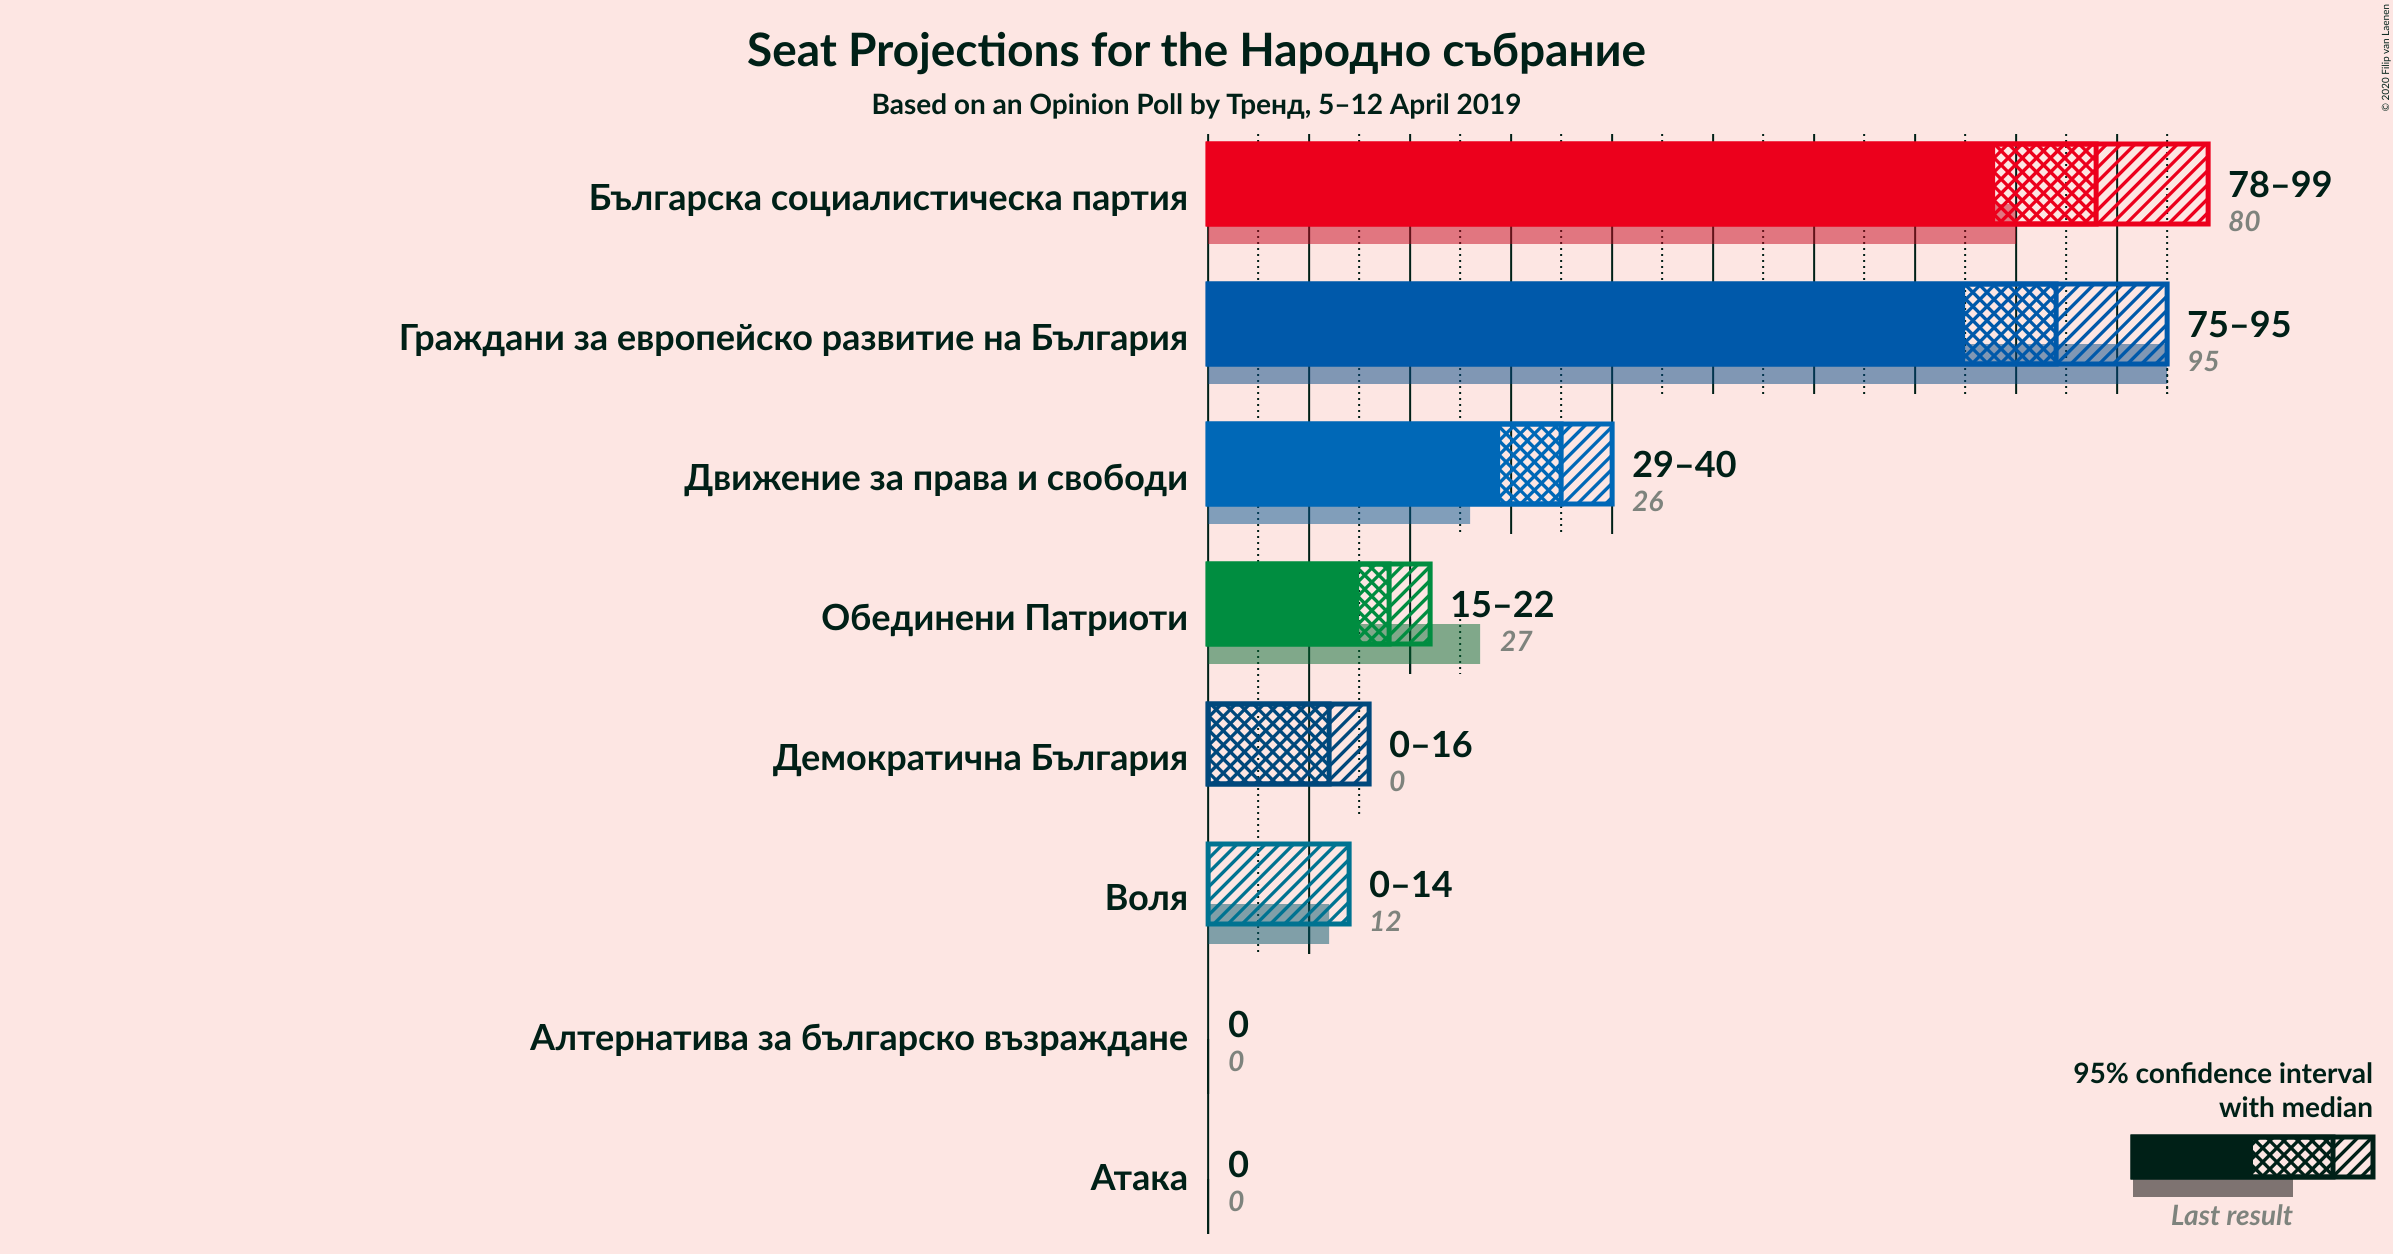 Seat Projections for the Народно събрание
Based on an Opinion Poll by Тренд, 5–12 April 2019
© 2020 Filip van Laenen
Българска социалистическа партия
78–99
80
Граждани за европейско развитие на България
75–95
95
Движение за права и свободи
29–40
26
Обединени Патриоти
15–22
27
Демократична България
0–16
0
Воля
0–14
12
Алтернатива за българско възраждане
0
0
Атака
0
0
95% confidence interval
with median
Last result